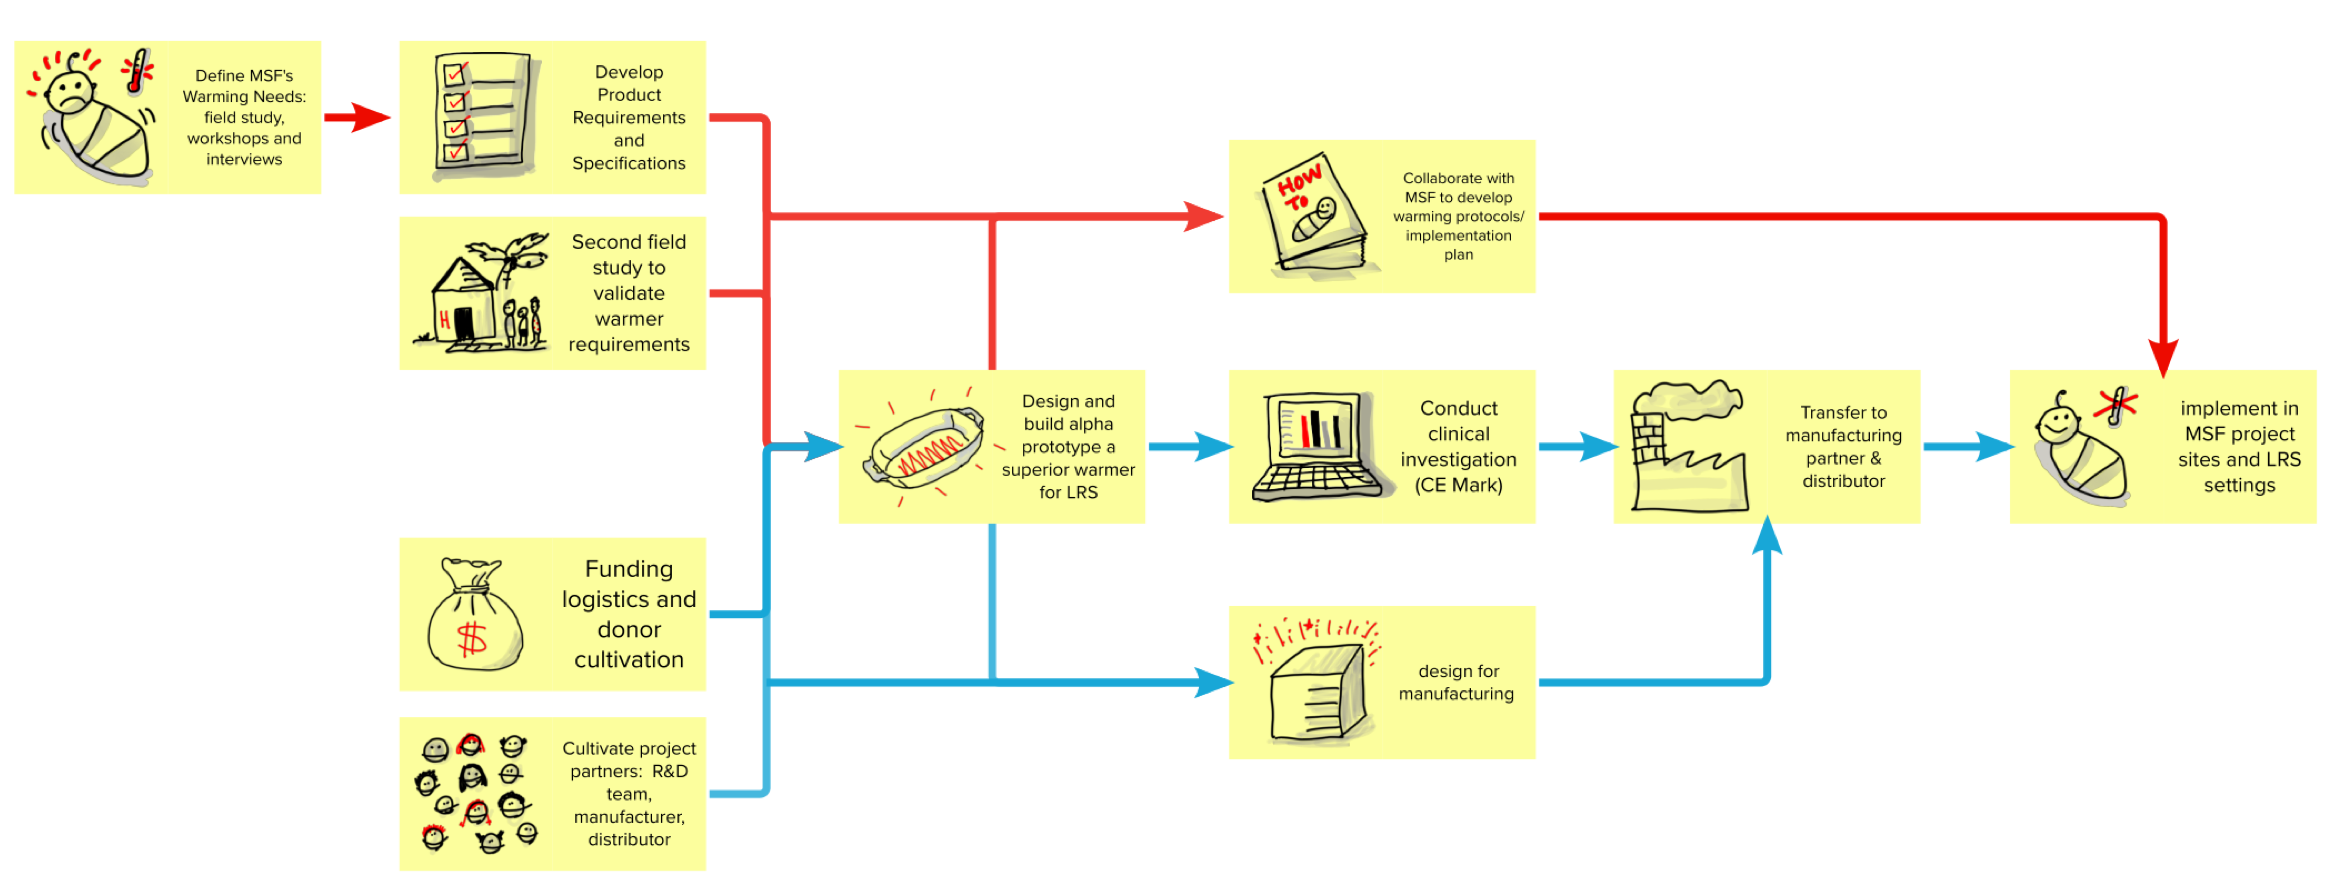 Define MSF's
Warming Needs:
field study,
workshops and
interviews
Develop
Product
Requirements
and
Specifications
Second field
study to
validate
warmer
requirements
H
Funding
logistics and
donor
cultivation
$
Cultivate project
partners: R&D
team,
manufacturer,
distributor
Design and
build alpha
prototype a
superior warmer
for LRS
HOW
TO
Collaborate with
MSF to develop
warming protocols/
implementation
plan
Conduct
clinical
investigation
(CE Mark)
design for
manufacturing
Transfer to
manufacturing
partner &
distributor
implement in
MSF project
sites and LRS
settings